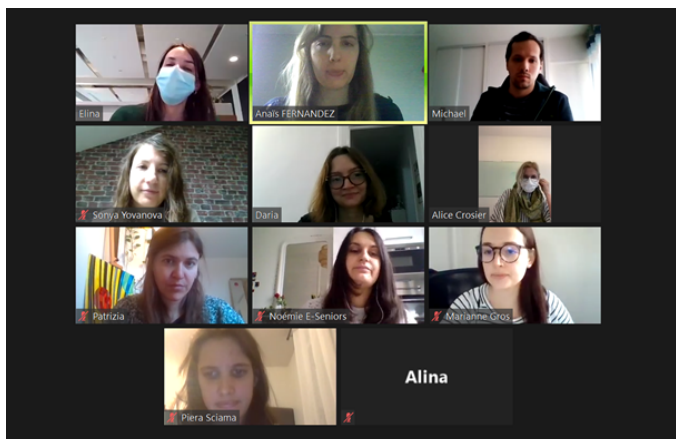 Elina
Anaïs FERNANDEZ
Michael
Sonya Yovanova
Daria
Alice Crosier
Patrizia
Noémie E-Seniors
Marianne Gros
Piera Sciama
Alina